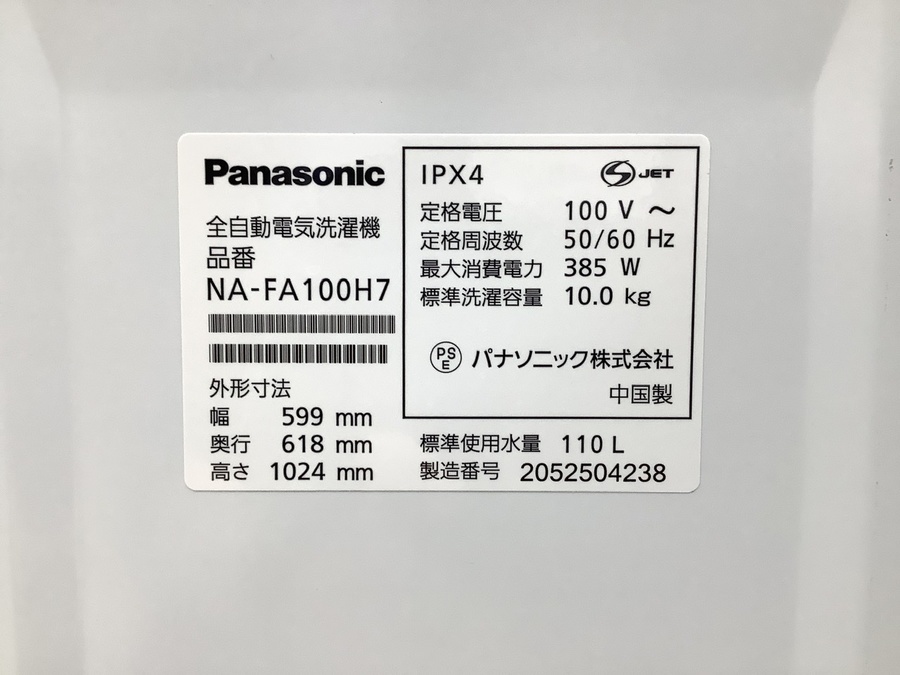 Panasonic
全自動電気洗濯機
品番
NA-FA100H7
外形寸法
幅 599 mm
奥行 618 mm
高さ 1024 mm
IPX4
S JET
定格電圧 100 V ～
定格周波数 50/60 Hz
最大消費電力 385 W
標準洗濯容量 10.0 kg
PS
E
パナソニック株式会社
中国製
標準使用水量 110 L
製造番号 2052504238